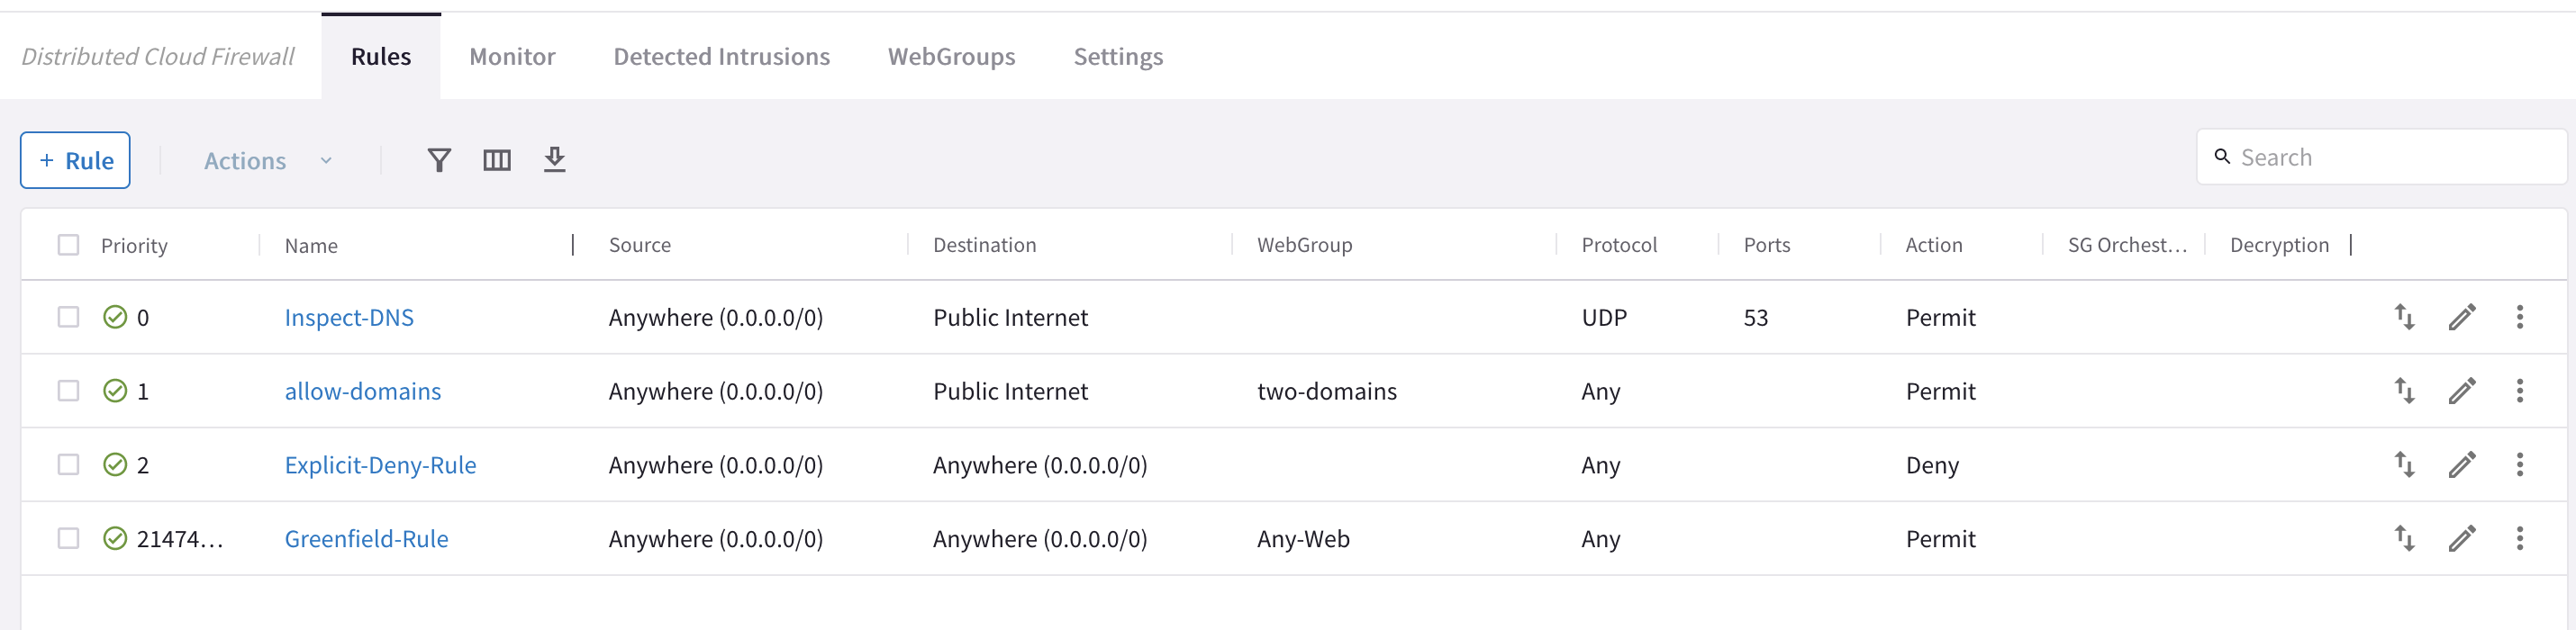 Distributed Cloud Firewall Rules Monitor Detected Intrusions WebGroups Settings
+ Rule Actions Search
Priority Name Source Destination WebGroup Protocol Ports Action SG Orchest... Decryption
0 Inspect-DNS Anywhere (0.0.0.0/0) Public Internet UDP 53 Permit
1 allow-domains Anywhere (0.0.0.0/0) Public Internet two-domains Any Permit
2 Explicit-Deny-Rule Anywhere (0.0.0.0/0) Anywhere (0.0.0.0/0) Any Deny
21474... Greenfield-Rule Anywhere (0.0.0.0/0) Anywhere (0.0.0.0/0) Any-Web Any Permit